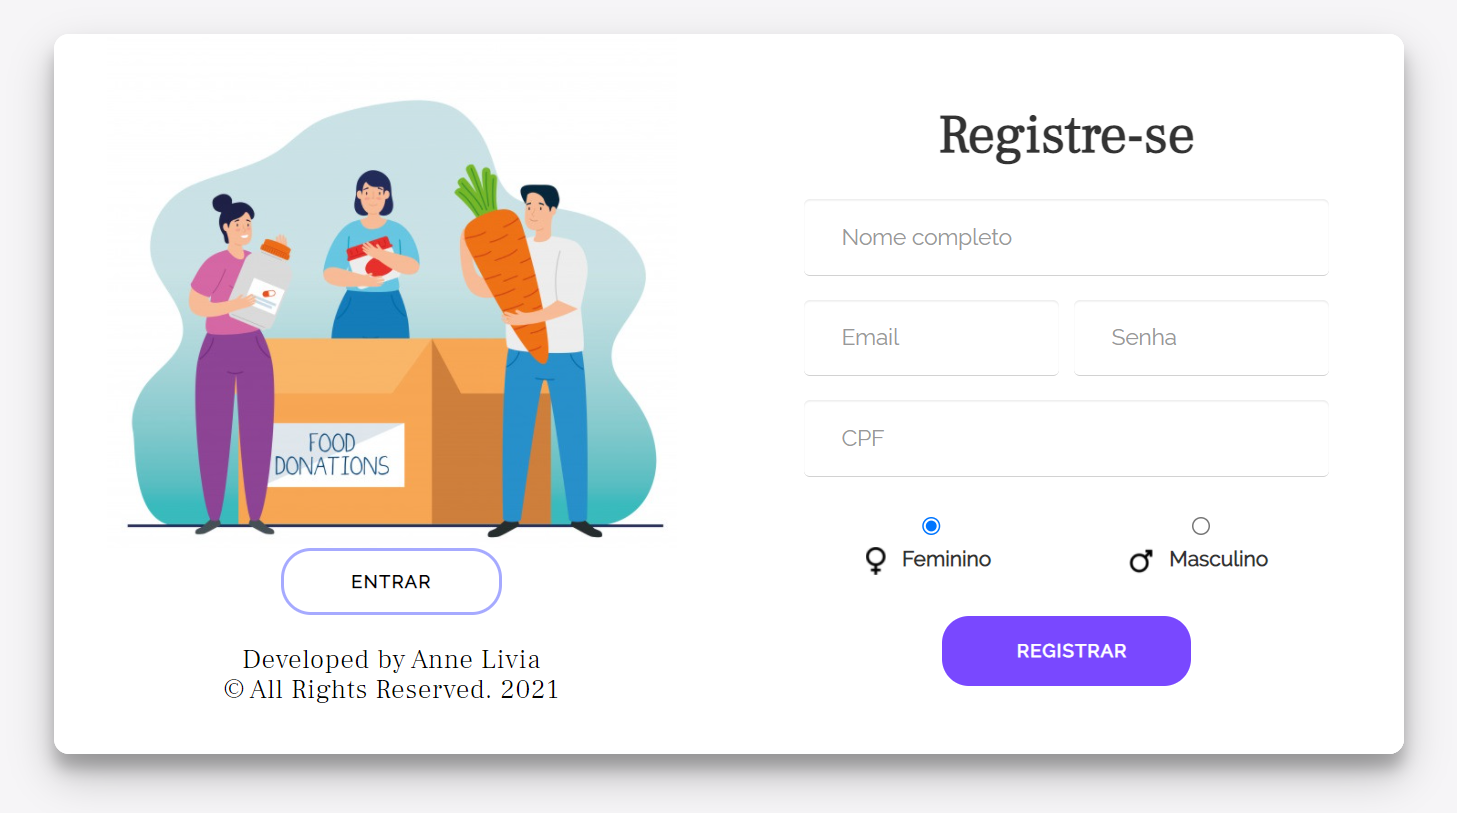 FOOD
DONATIONS
ENTRAR
Developed by Anne Livia
© All Rights Reserved. 2021
Registre-se
Nome completo
Email
Senha
CPF
Feminino
Masculino
REGISTRAR